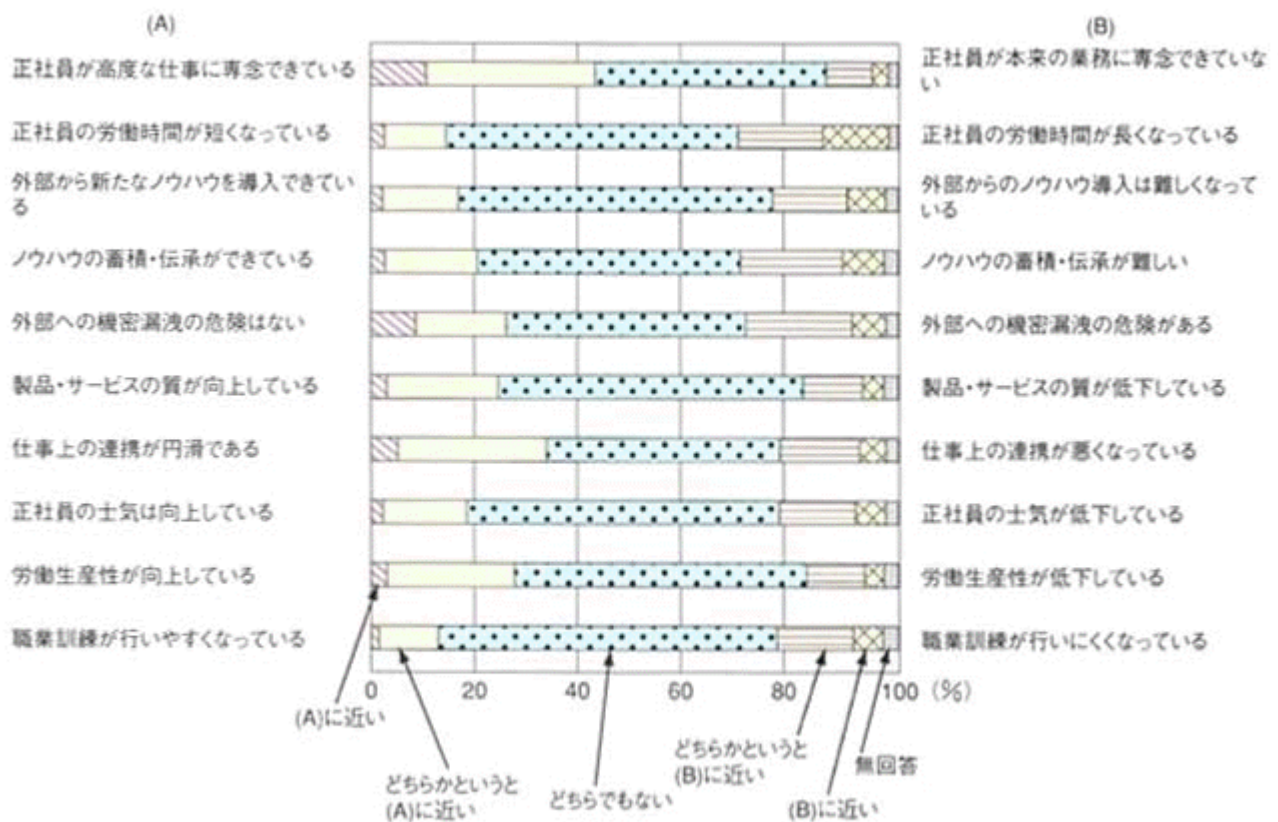 (A)
(B)
正社員が高度な仕事に専念できている
正社員が本来の業務に専念できていな
い
正社員の労働時間が短くなっている
正社員の労働時間が長くなっている
外部から新たなノウハウを導入できてい
る
外部からのノウハウ導入は難しくなって
いる
ノウハウの蓄積・伝承ができている
ノウハウの蓄積・伝承が難しい
外部への機密漏洩の危険はない
外部への機密漏洩の危険がある
製品・サービスの質が向上している
製品・サービスの質が低下している
仕事上の連携が円滑である
仕事上の連携が悪くなっている
正社員の士気は向上している
正社員の士気が低下している
労働生産性が向上している
労働生産性が低下している
職業訓練が行いやすくなっている
職業訓練が行いにくくなっている
0 20 40 60 80 100 (%)
(A)に近い
どちらかというと
(A)に近い
どちらでもない
どちらかというと
(B)に近い
(B)に近い
無回答